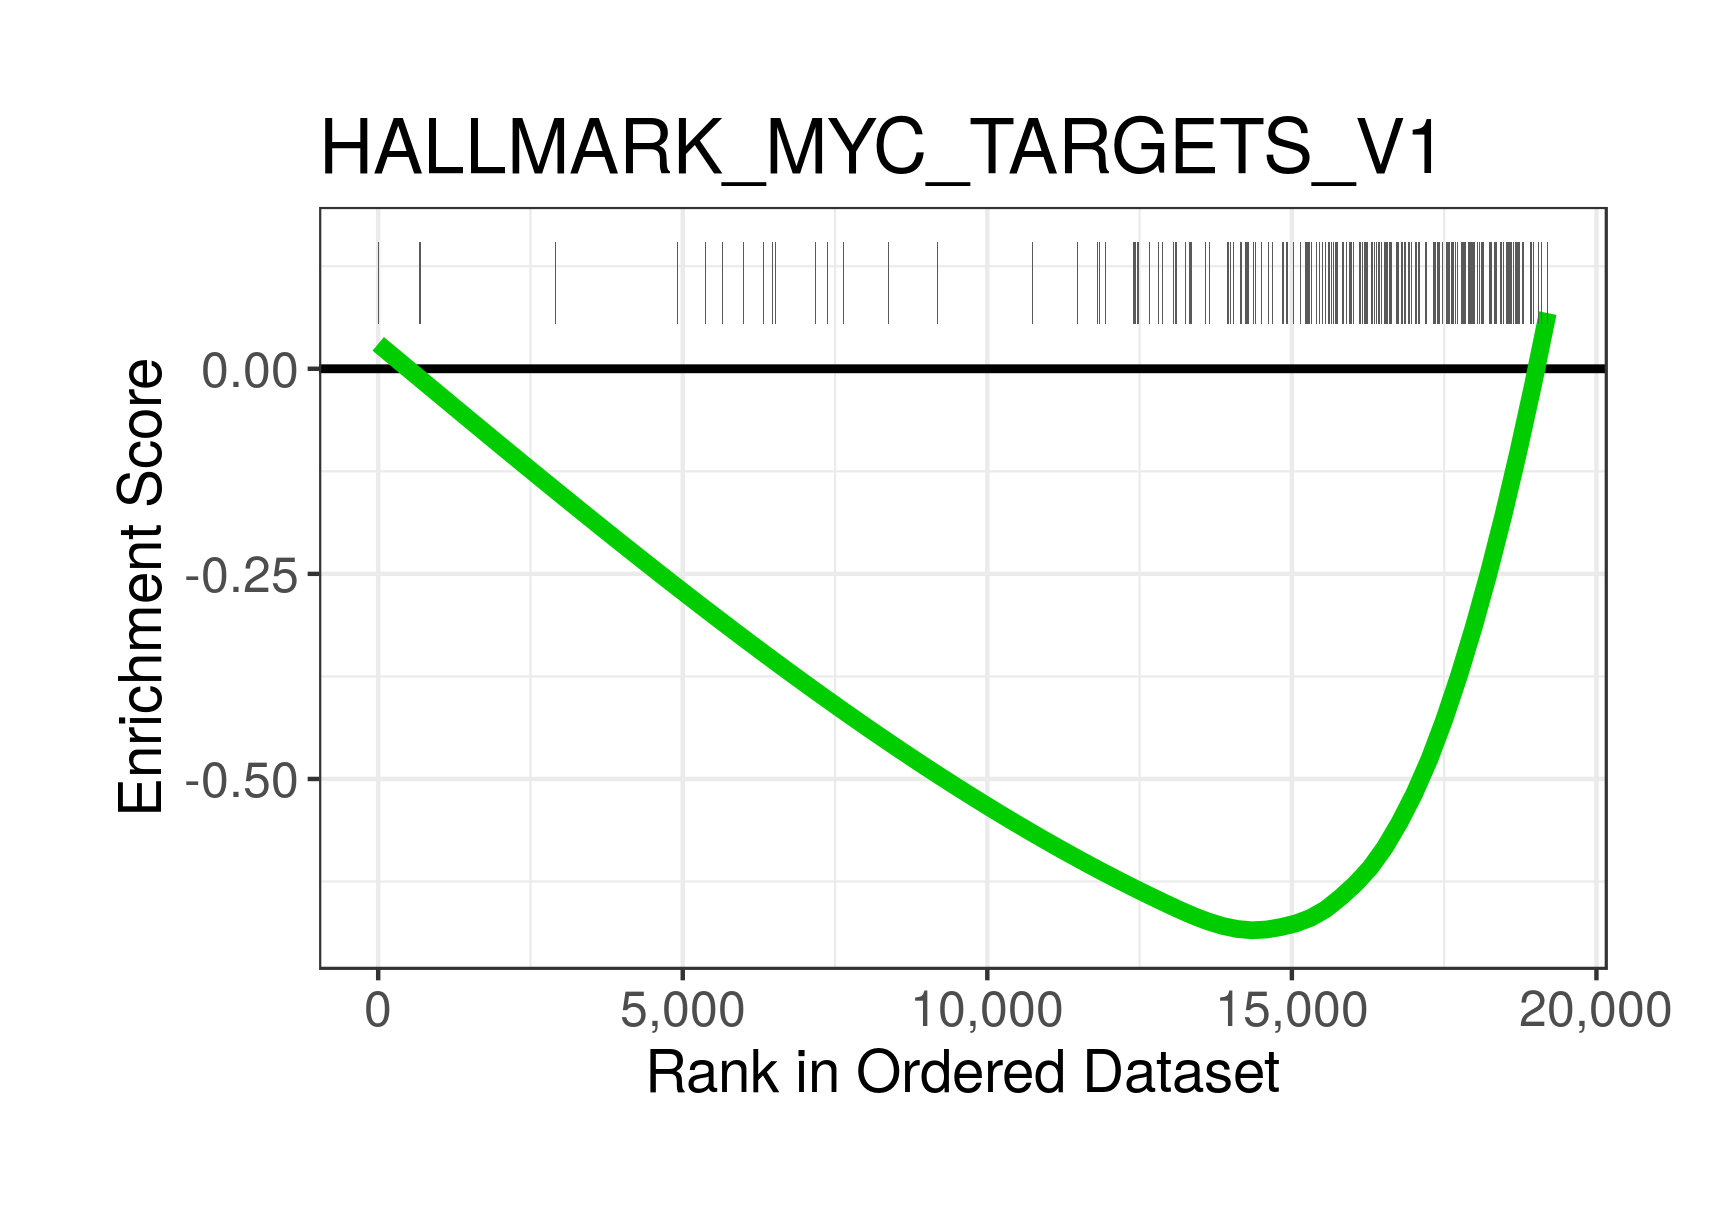 HALLMARK_MYC_TARGETS_V1
Enrichment Score
0.00
-0.25
-0.50
0
5,000
10,000
15,000
20,000
Rank in Ordered Dataset